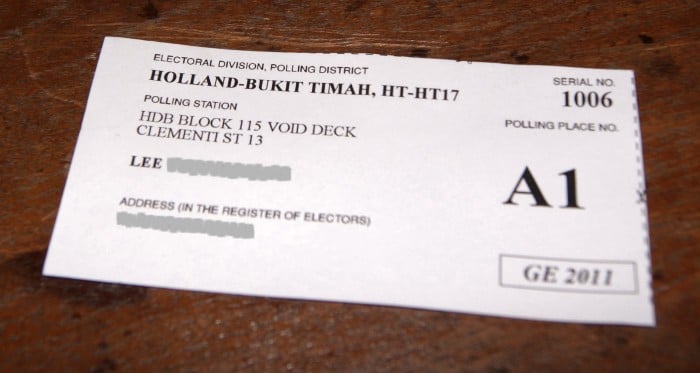 ELECTORAL DIVISION, POLLING DISTRICT
HOLLAND-BUKIT TIMAH, HT-HT17
SERIAL NO.
1006
POLLING STATION
HDB BLOCK 115 VOID DECK
CLEMENTI ST 13
POLLING PLACE NO.
A1
LEE
ADDRESS (IN THE REGISTER OF ELECTORS)
GE 2011